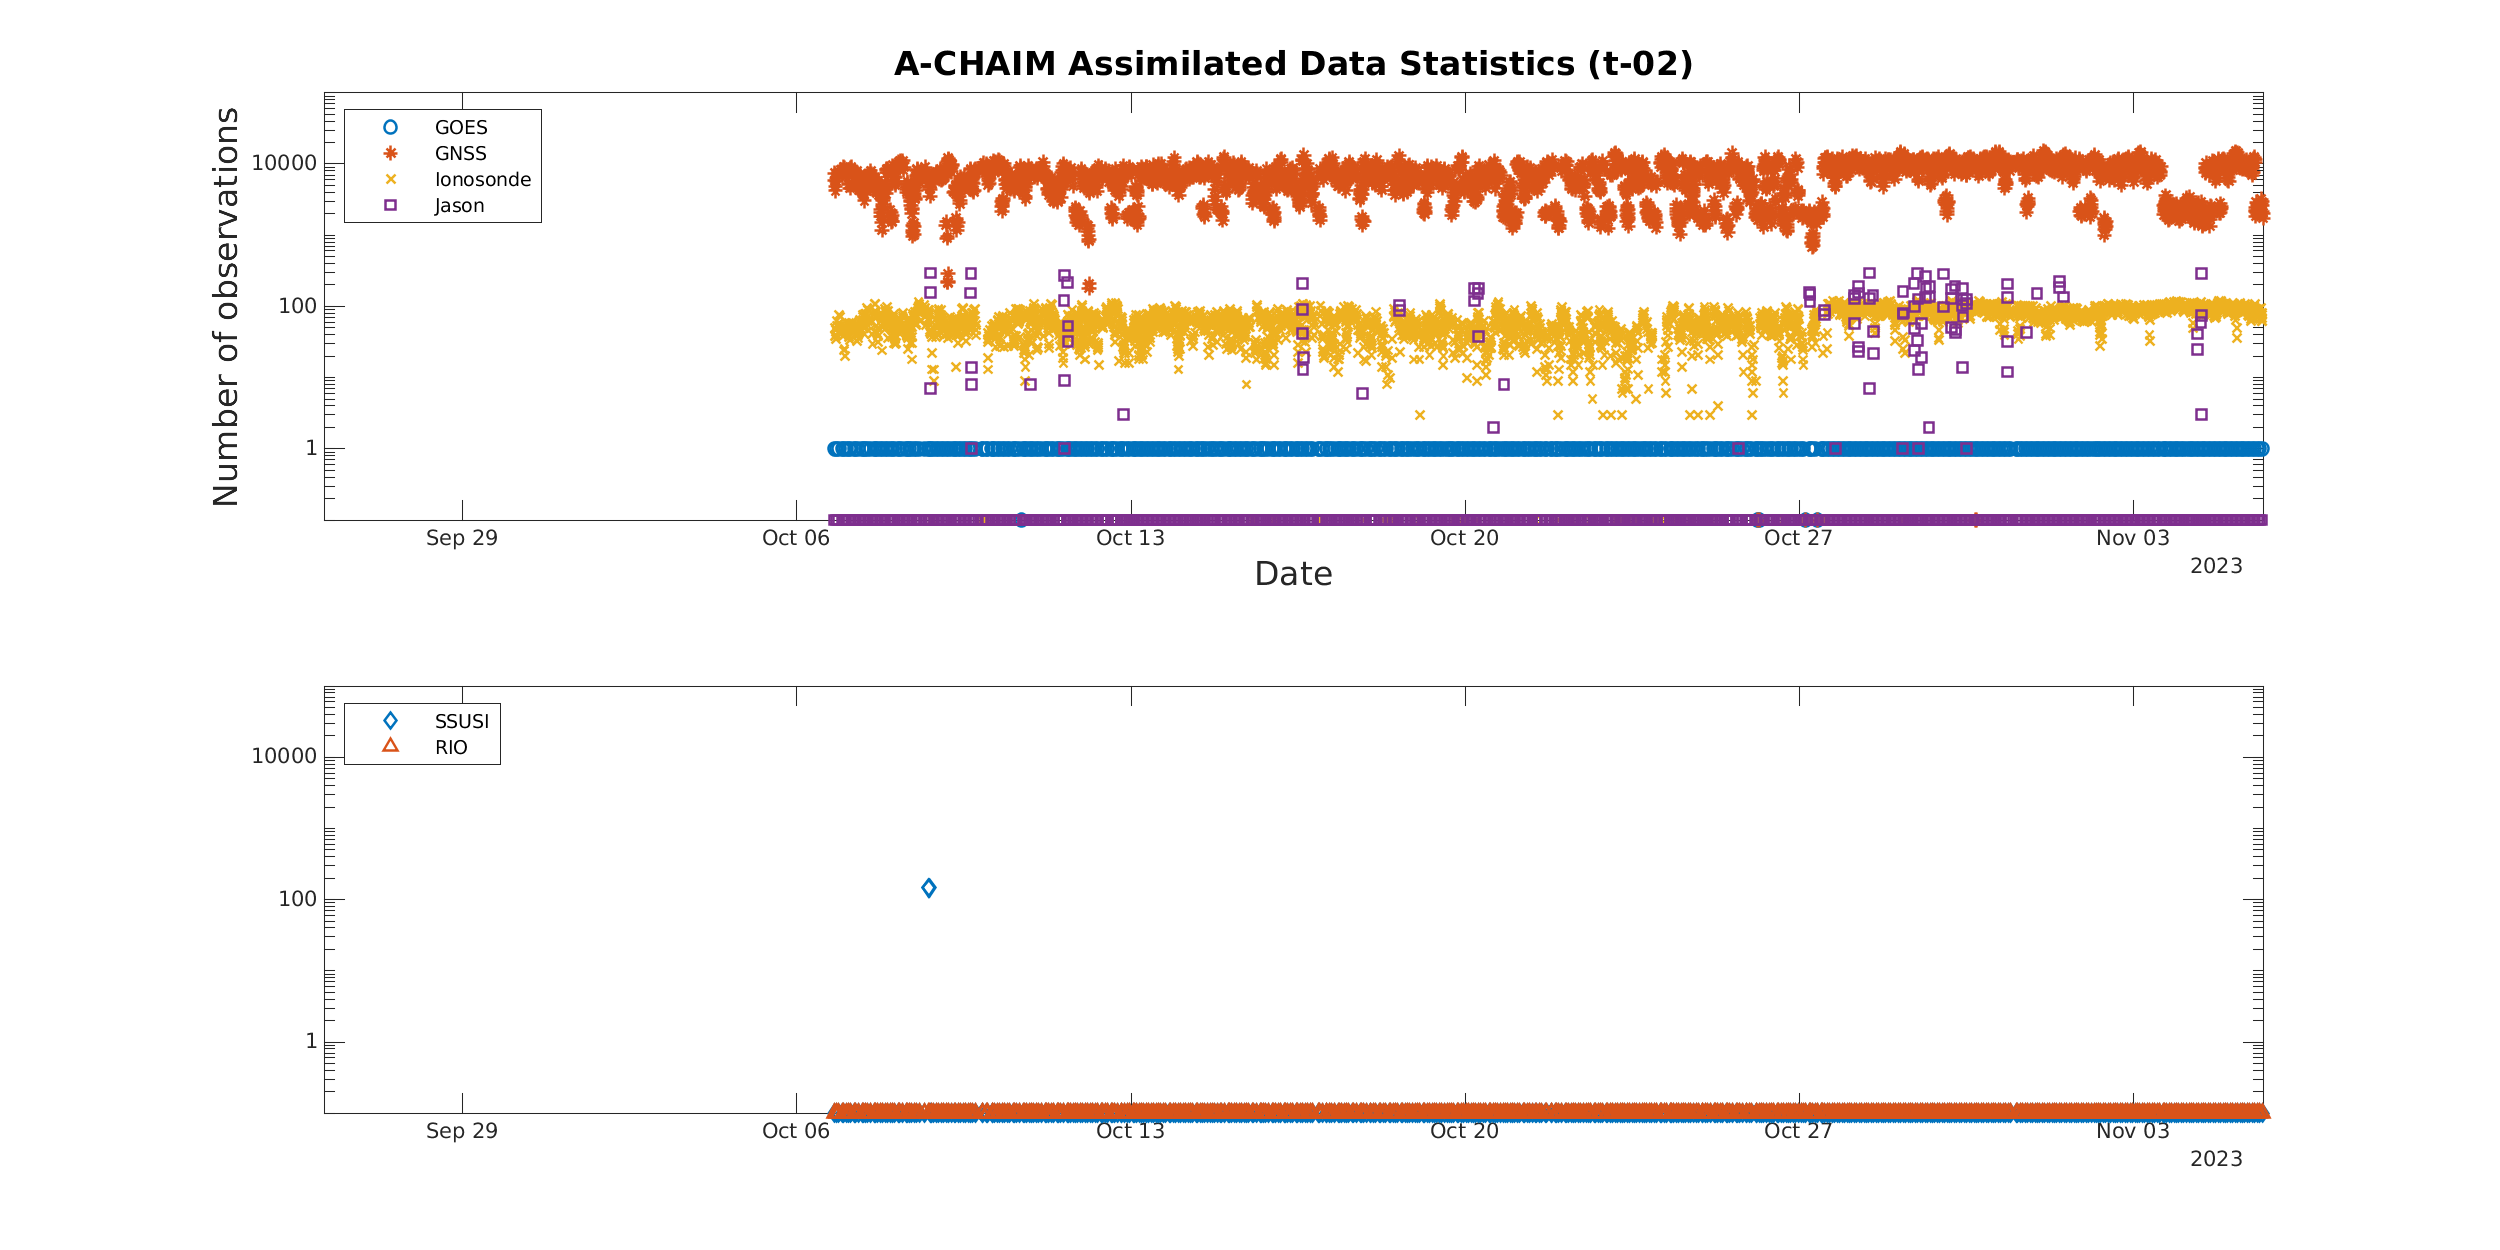 A-CHAIM Assimilated Data Statistics (t-02)
Number of observations
GOES
GNSS
Ionosonde
Jason
10000
100
1
Sep 29
Oct 06
Oct 13
Oct 20
Oct 27
Nov 03
2023
Date
SSUSI
RIO
10000
100
1
Sep 29
Oct 06
Oct 13
Oct 20
Oct 27
Nov 03
2023